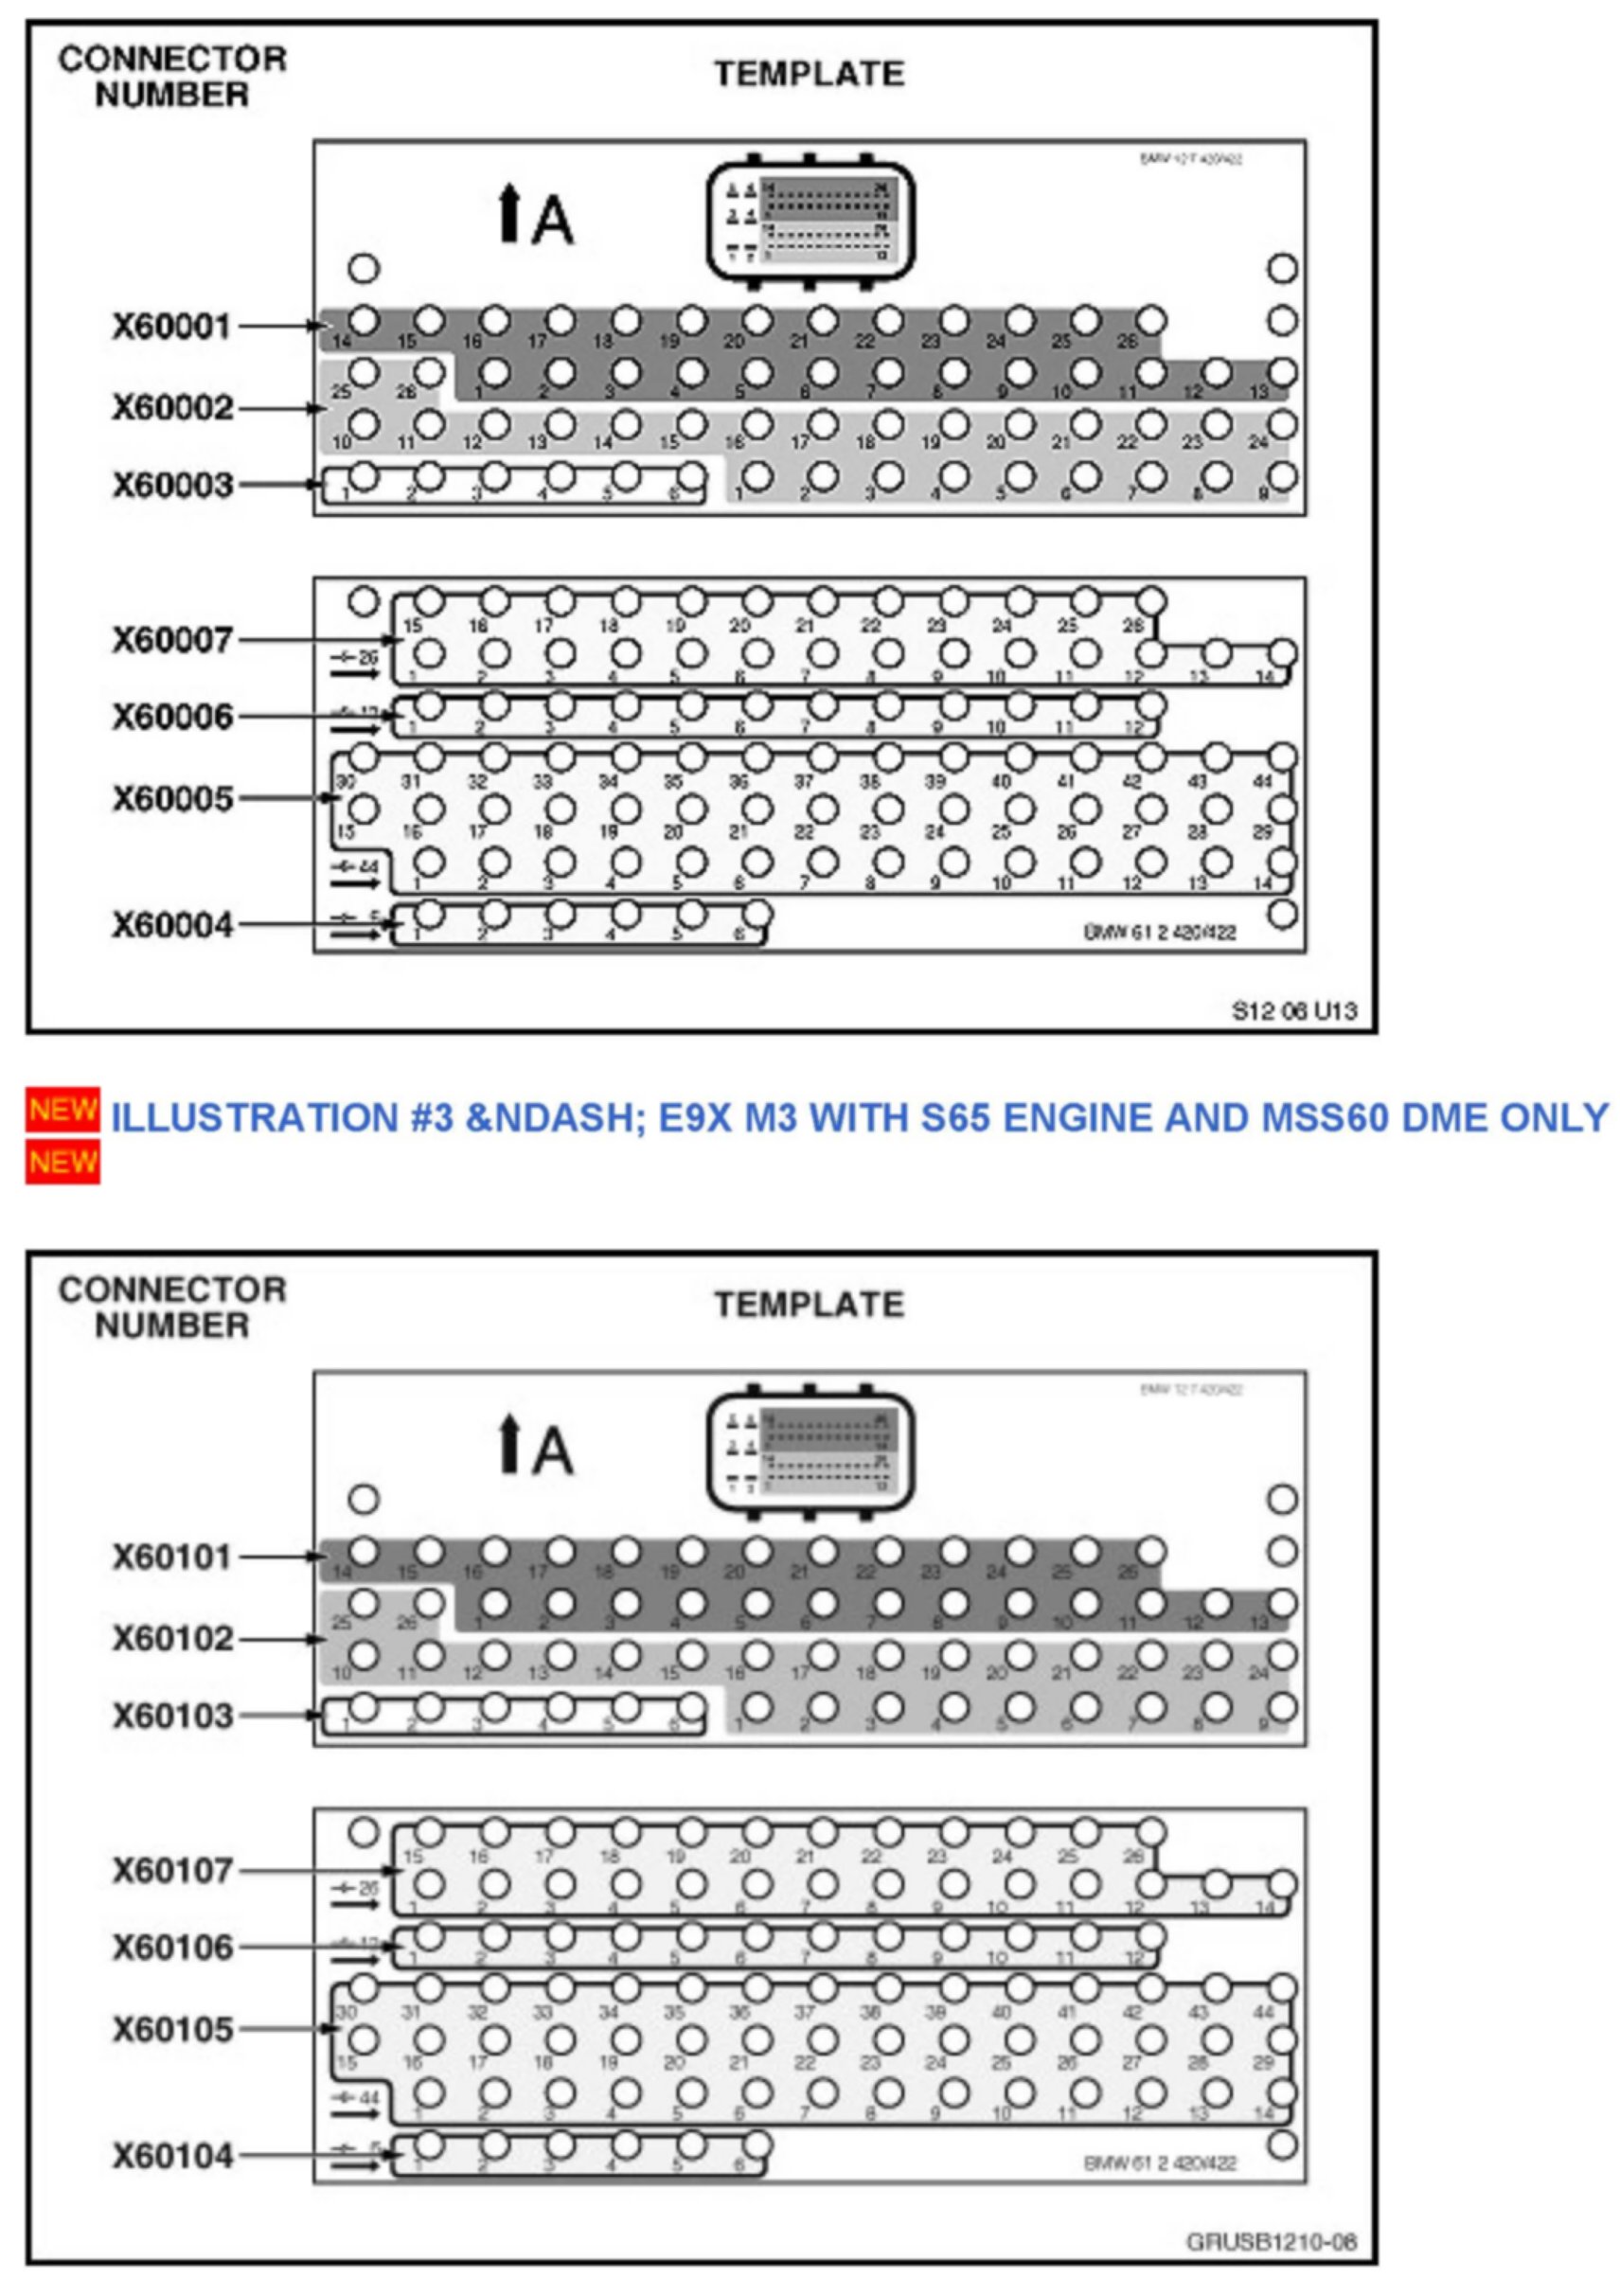 CONNECTOR
NUMBER
TEMPLATE
A
X60001
14 15 16 17 18 19 20 21 22 23 24 25 26
1 2 3 4 5 6 7 8 9 10 11 12 13
X60002
25 26
10 11 12 13 14 15 16 17 18 19 20 21 22 23 24
X60003
1 2 3 4 5 6 1 2 3 4 5 6 7 8 9
15 16 17 18 19 20 21 22 23 24 25 26
X60007
26
1 2 3 4 5 6 7 8 9 10 11 12 13 14
X60006
1 2 3 4 5 6 7 8 9 10 11 12
30 31 32 33 34 35 36 37 38 39 40 41 42 43 44
X60005
15 16 17 18 19 20 21 22 23 24 25 26 27 28 29
44
1 2 3 4 5 6 7 8 9 10 11 12 13 14
X60004
1 2 3 4 5 6
BMW 61 2 420/422
S12 06 U13
NEW ILLUSTRATION #3 &NDASH; E9X M3 WITH S65 ENGINE AND MSS60 DME ONLY
NEW
CONNECTOR
NUMBER
TEMPLATE
A
X60101
14 15 16 17 18 19 20 21 22 23 24 25 26
1 2 3 4 5 6 7 8 9 10 11 12 13
X60102
25 26
10 11 12 13 14 15 16 17 18 19 20 21 22 23 24
X60103
1 2 3 4 5 6 1 2 3 4 5 6 7 8 9
15 16 17 18 19 20 21 22 23 24 25 26
X60107
26
1 2 3 4 5 6 7 8 9 10 11 12 13 14
X60106
1 2 3 4 5 6 7 8 9 10 11 12
30 31 32 33 34 35 36 37 38 39 40 41 42 43 44
X60105
15 16 17 18 19 20 21 22 23 24 25 26 27 28 29
44
1 2 3 4 5 6 7 8 9 10 11 12 13 14
X60104
1 2 3 4 5 6
BMW 61 2 420/422
GRUSB1210-06